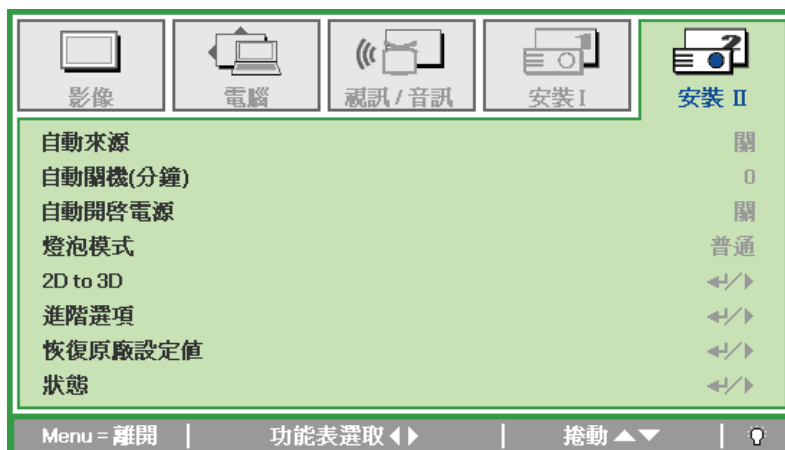 影像 電腦 視訊 / 音訊 安裝 I 安裝 II
自動來源 關
自動關機(分鐘) 0
自動開啓電源 關
燈泡模式 普通
2D to 3D
進階選項
恢復原廠設定值
狀態
Menu = 離開 功能表選取 捲動